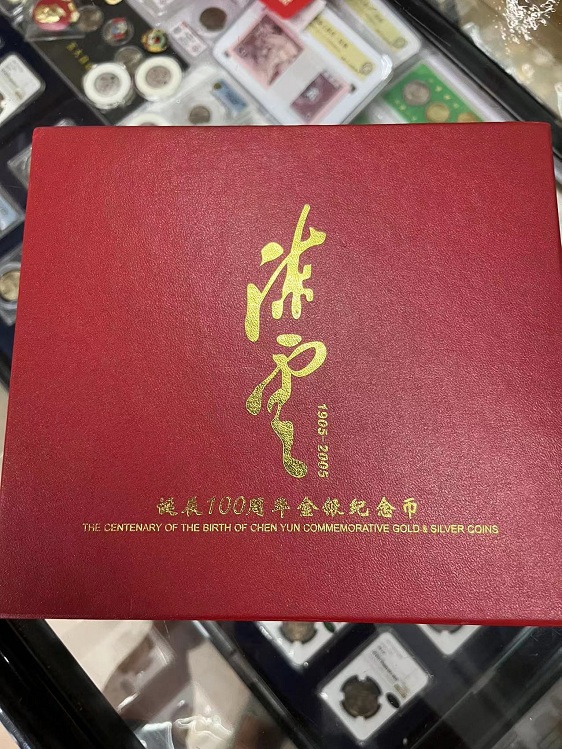 陈云
1905-2005
诞辰100周年金银纪念币
THE CENTENARY OF THE BIRTH OF CHEN YUN COMMEMORATIVE GOLD & SILVER COINS